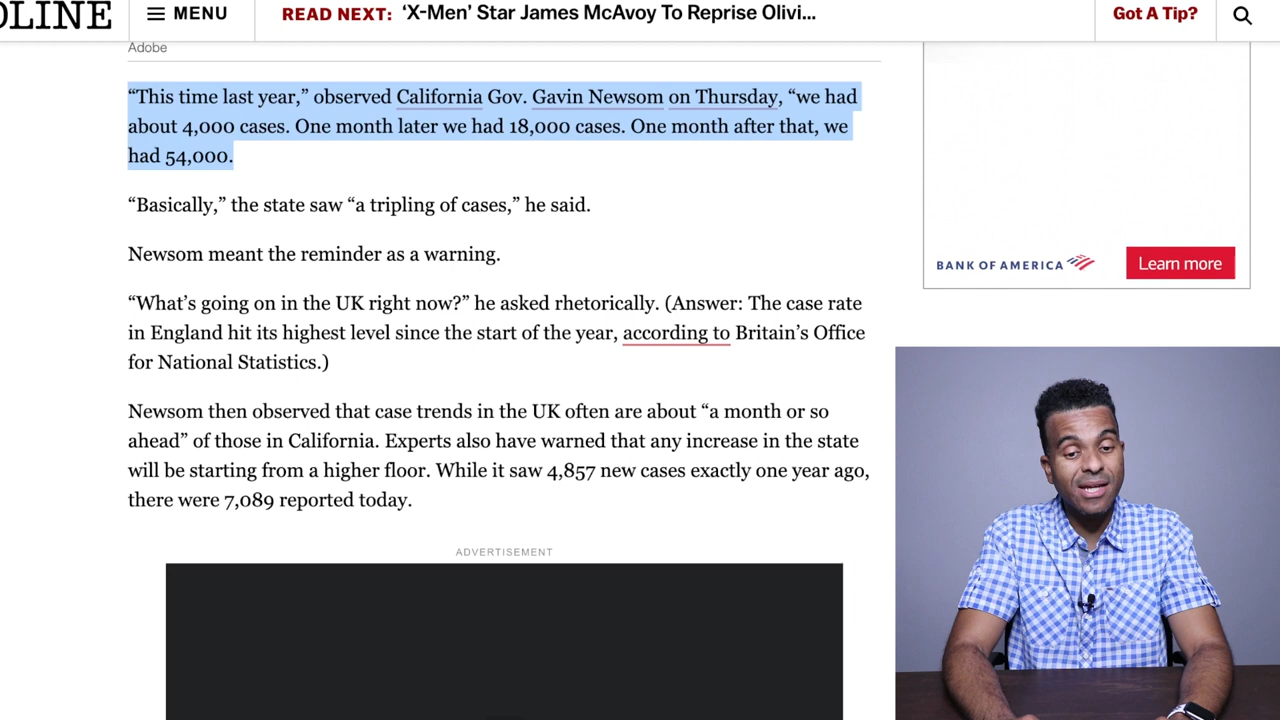 OLINE
MENU
READ NEXT: ‘X-Men’ Star James McAvoy To Reprise Olivi...
Got A Tip?
Adobe
“This time last year,” observed California Gov. Gavin Newsom on Thursday, “we had
about 4,000 cases. One month later we had 18,000 cases. One month after that, we
had 54,000.
“Basically,” the state saw “a tripling of cases,” he said.
Newsom meant the reminder as a warning.
“What’s going on in the UK right now?” he asked rhetorically. (Answer: The case rate
in England hit its highest level since the start of the year, according to Britain’s Office
for National Statistics.)
Newsom then observed that case trends in the UK often are about “a month or so
ahead” of those in California. Experts also have warned that any increase in the state
will be starting from a higher floor. While it saw 4,857 new cases exactly one year ago,
there were 7,089 reported today.
ADVERTISEMENT
BANK OF AMERICA
Learn more